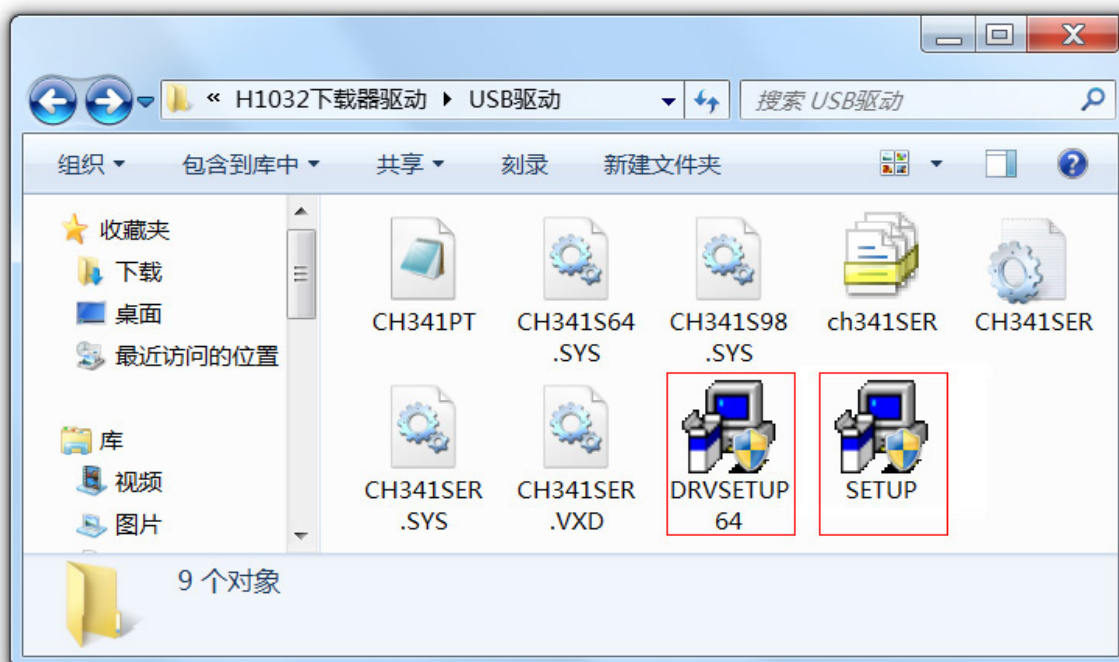 « H1032下载器驱动 ▸ USB驱动
搜索 USB驱动
组织 包含到库中 共享 刻录 新建文件夹
收藏夹
下载
桌面
最近访问的位置
库
视频
图片
CH341PT
CH341S64
.SYS
CH341S98
.SYS
ch341SER
CH341SER
CH341SER
.SYS
CH341SER
.VXD
DRVSETUP
64
SETUP
9 个对象